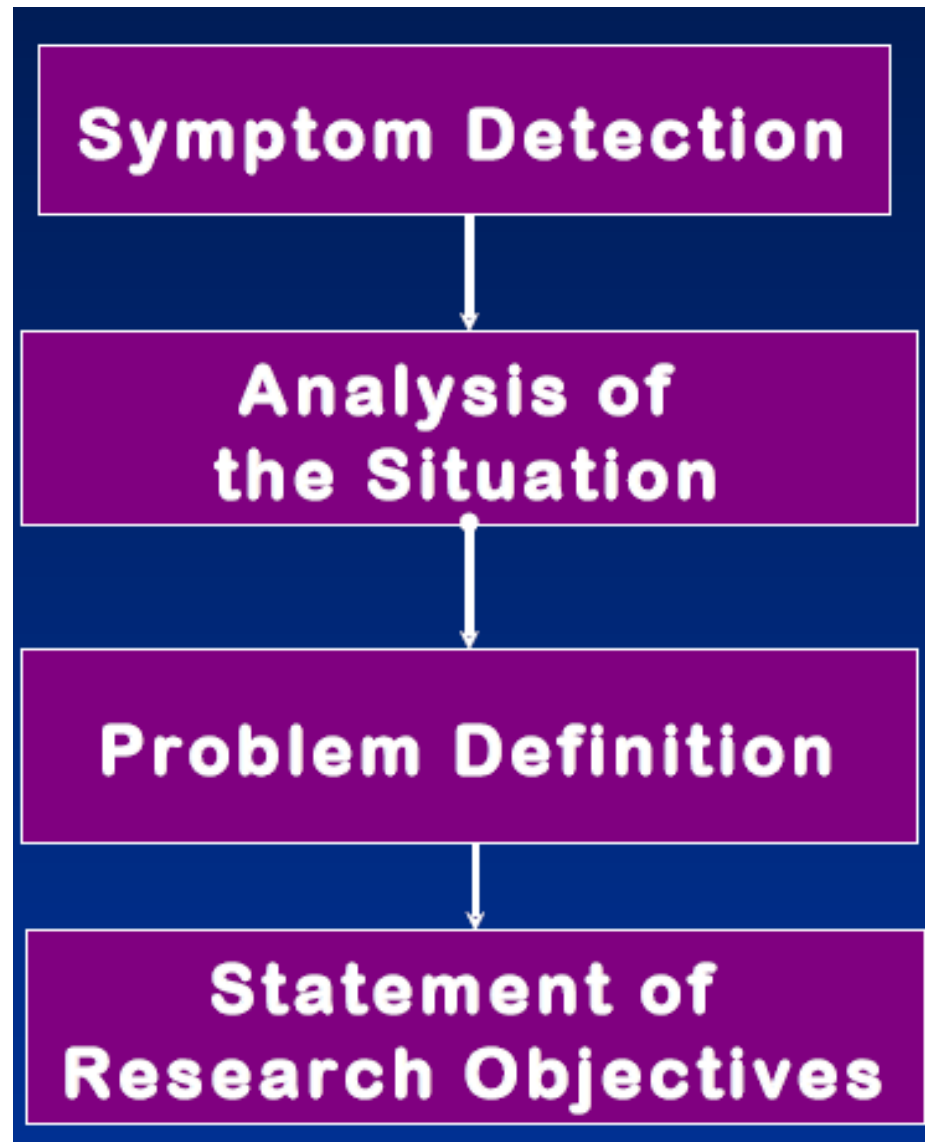 Symptom Detection
Analysis of
the Situation
Problem Definition
Statement of
Research Objectives